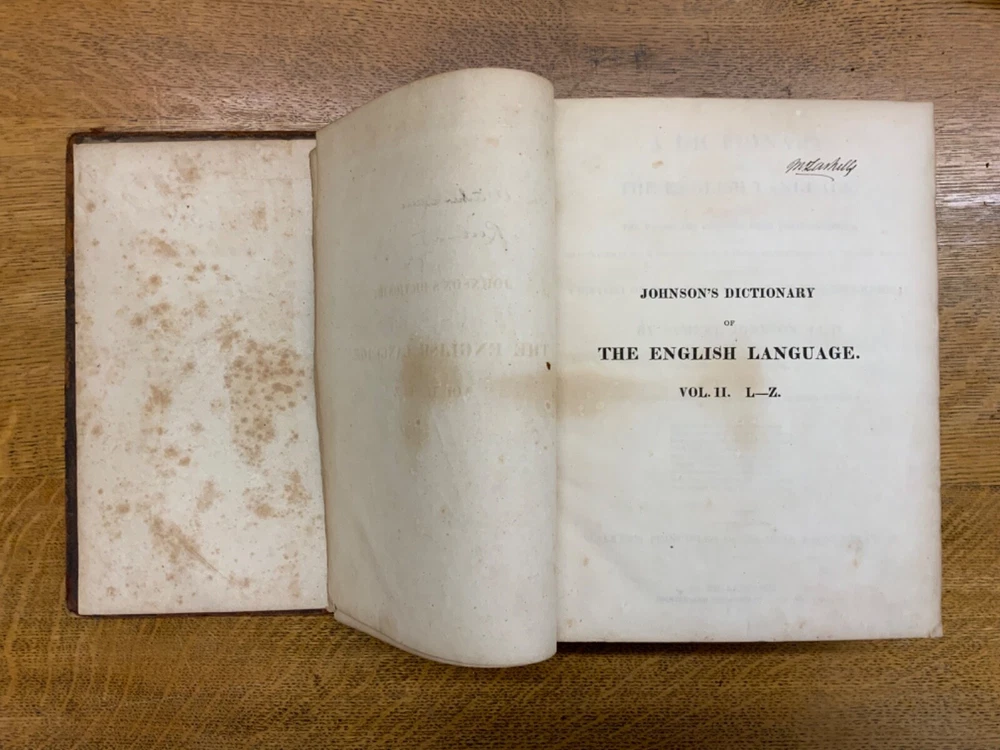 JOHNSON'S DICTIONARY
OF
THE ENGLISH LANGUAGE.
VOL. II. L—Z.